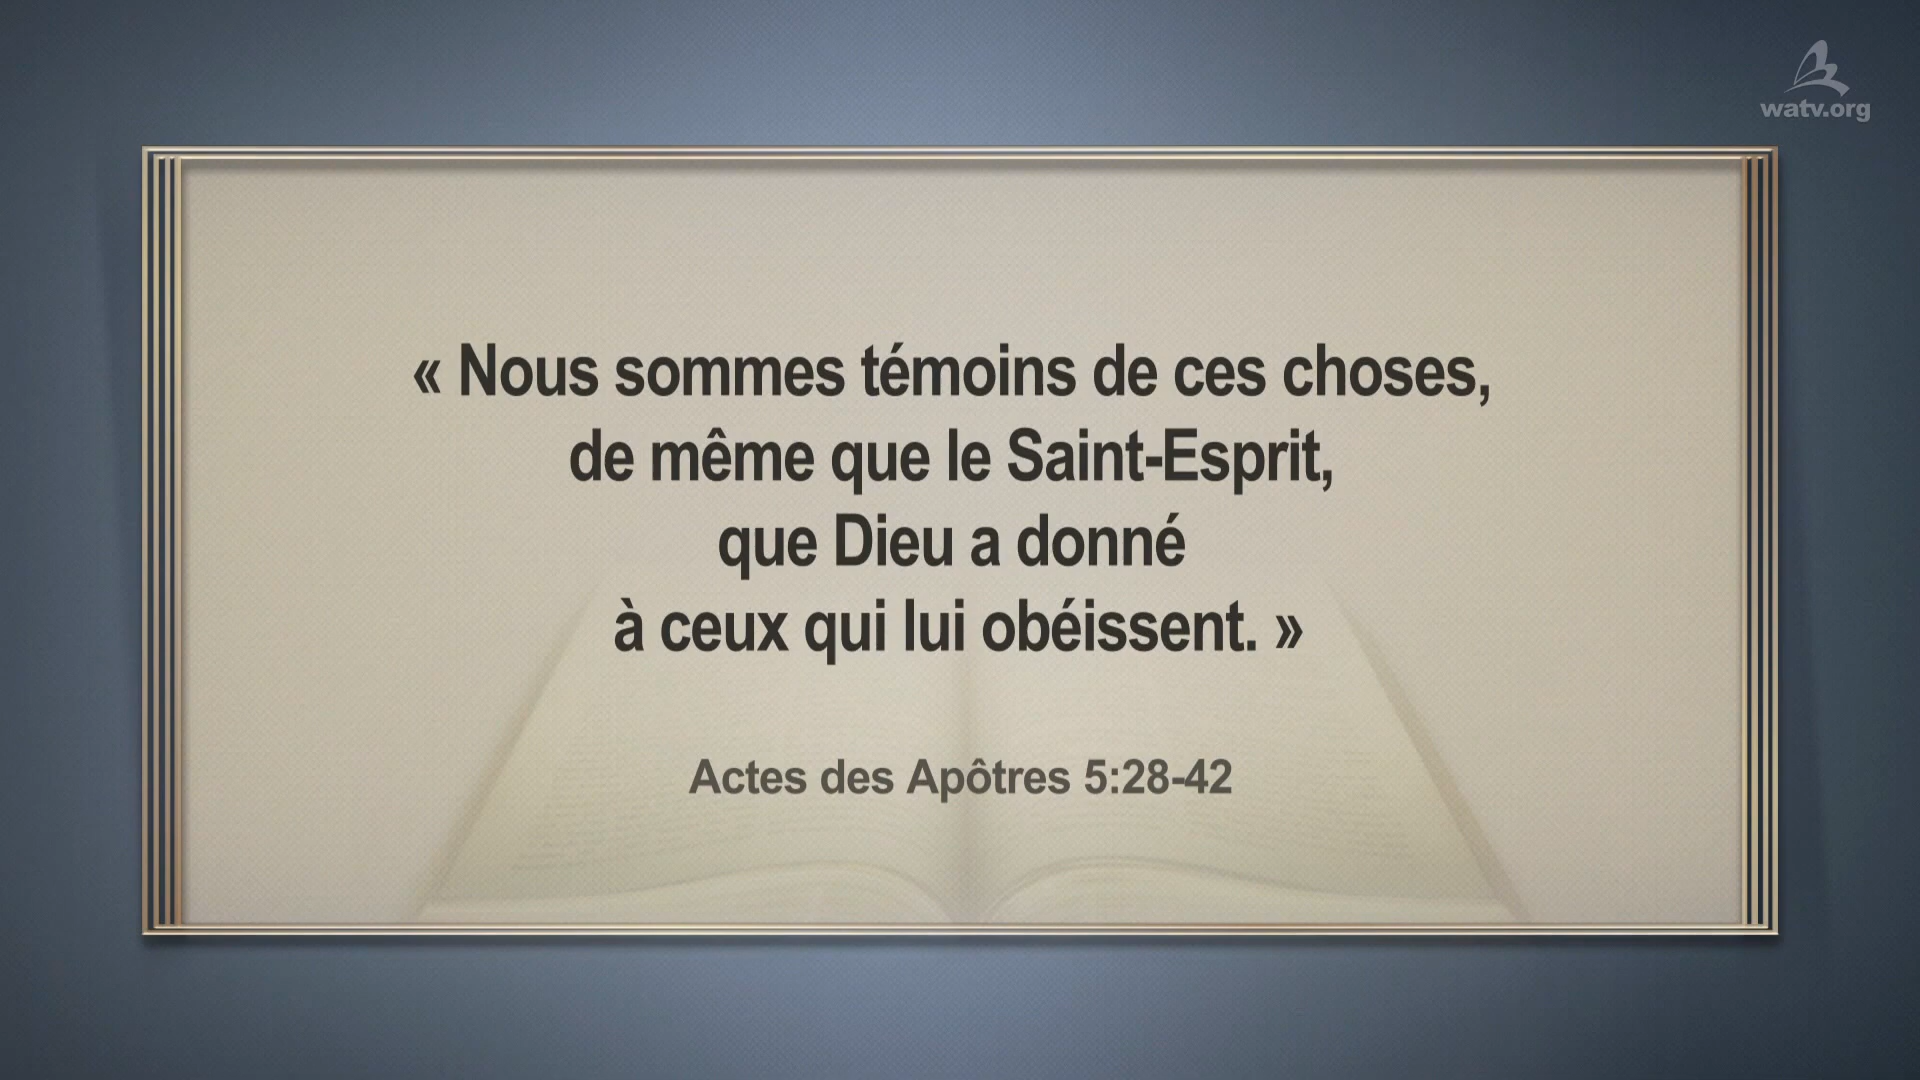 watv.org
« Nous sommes témoins de ces choses,
de même que le Saint-Esprit,
que Dieu a donné
à ceux qui lui obéissent. »
Actes des Apôtres 5:28-42